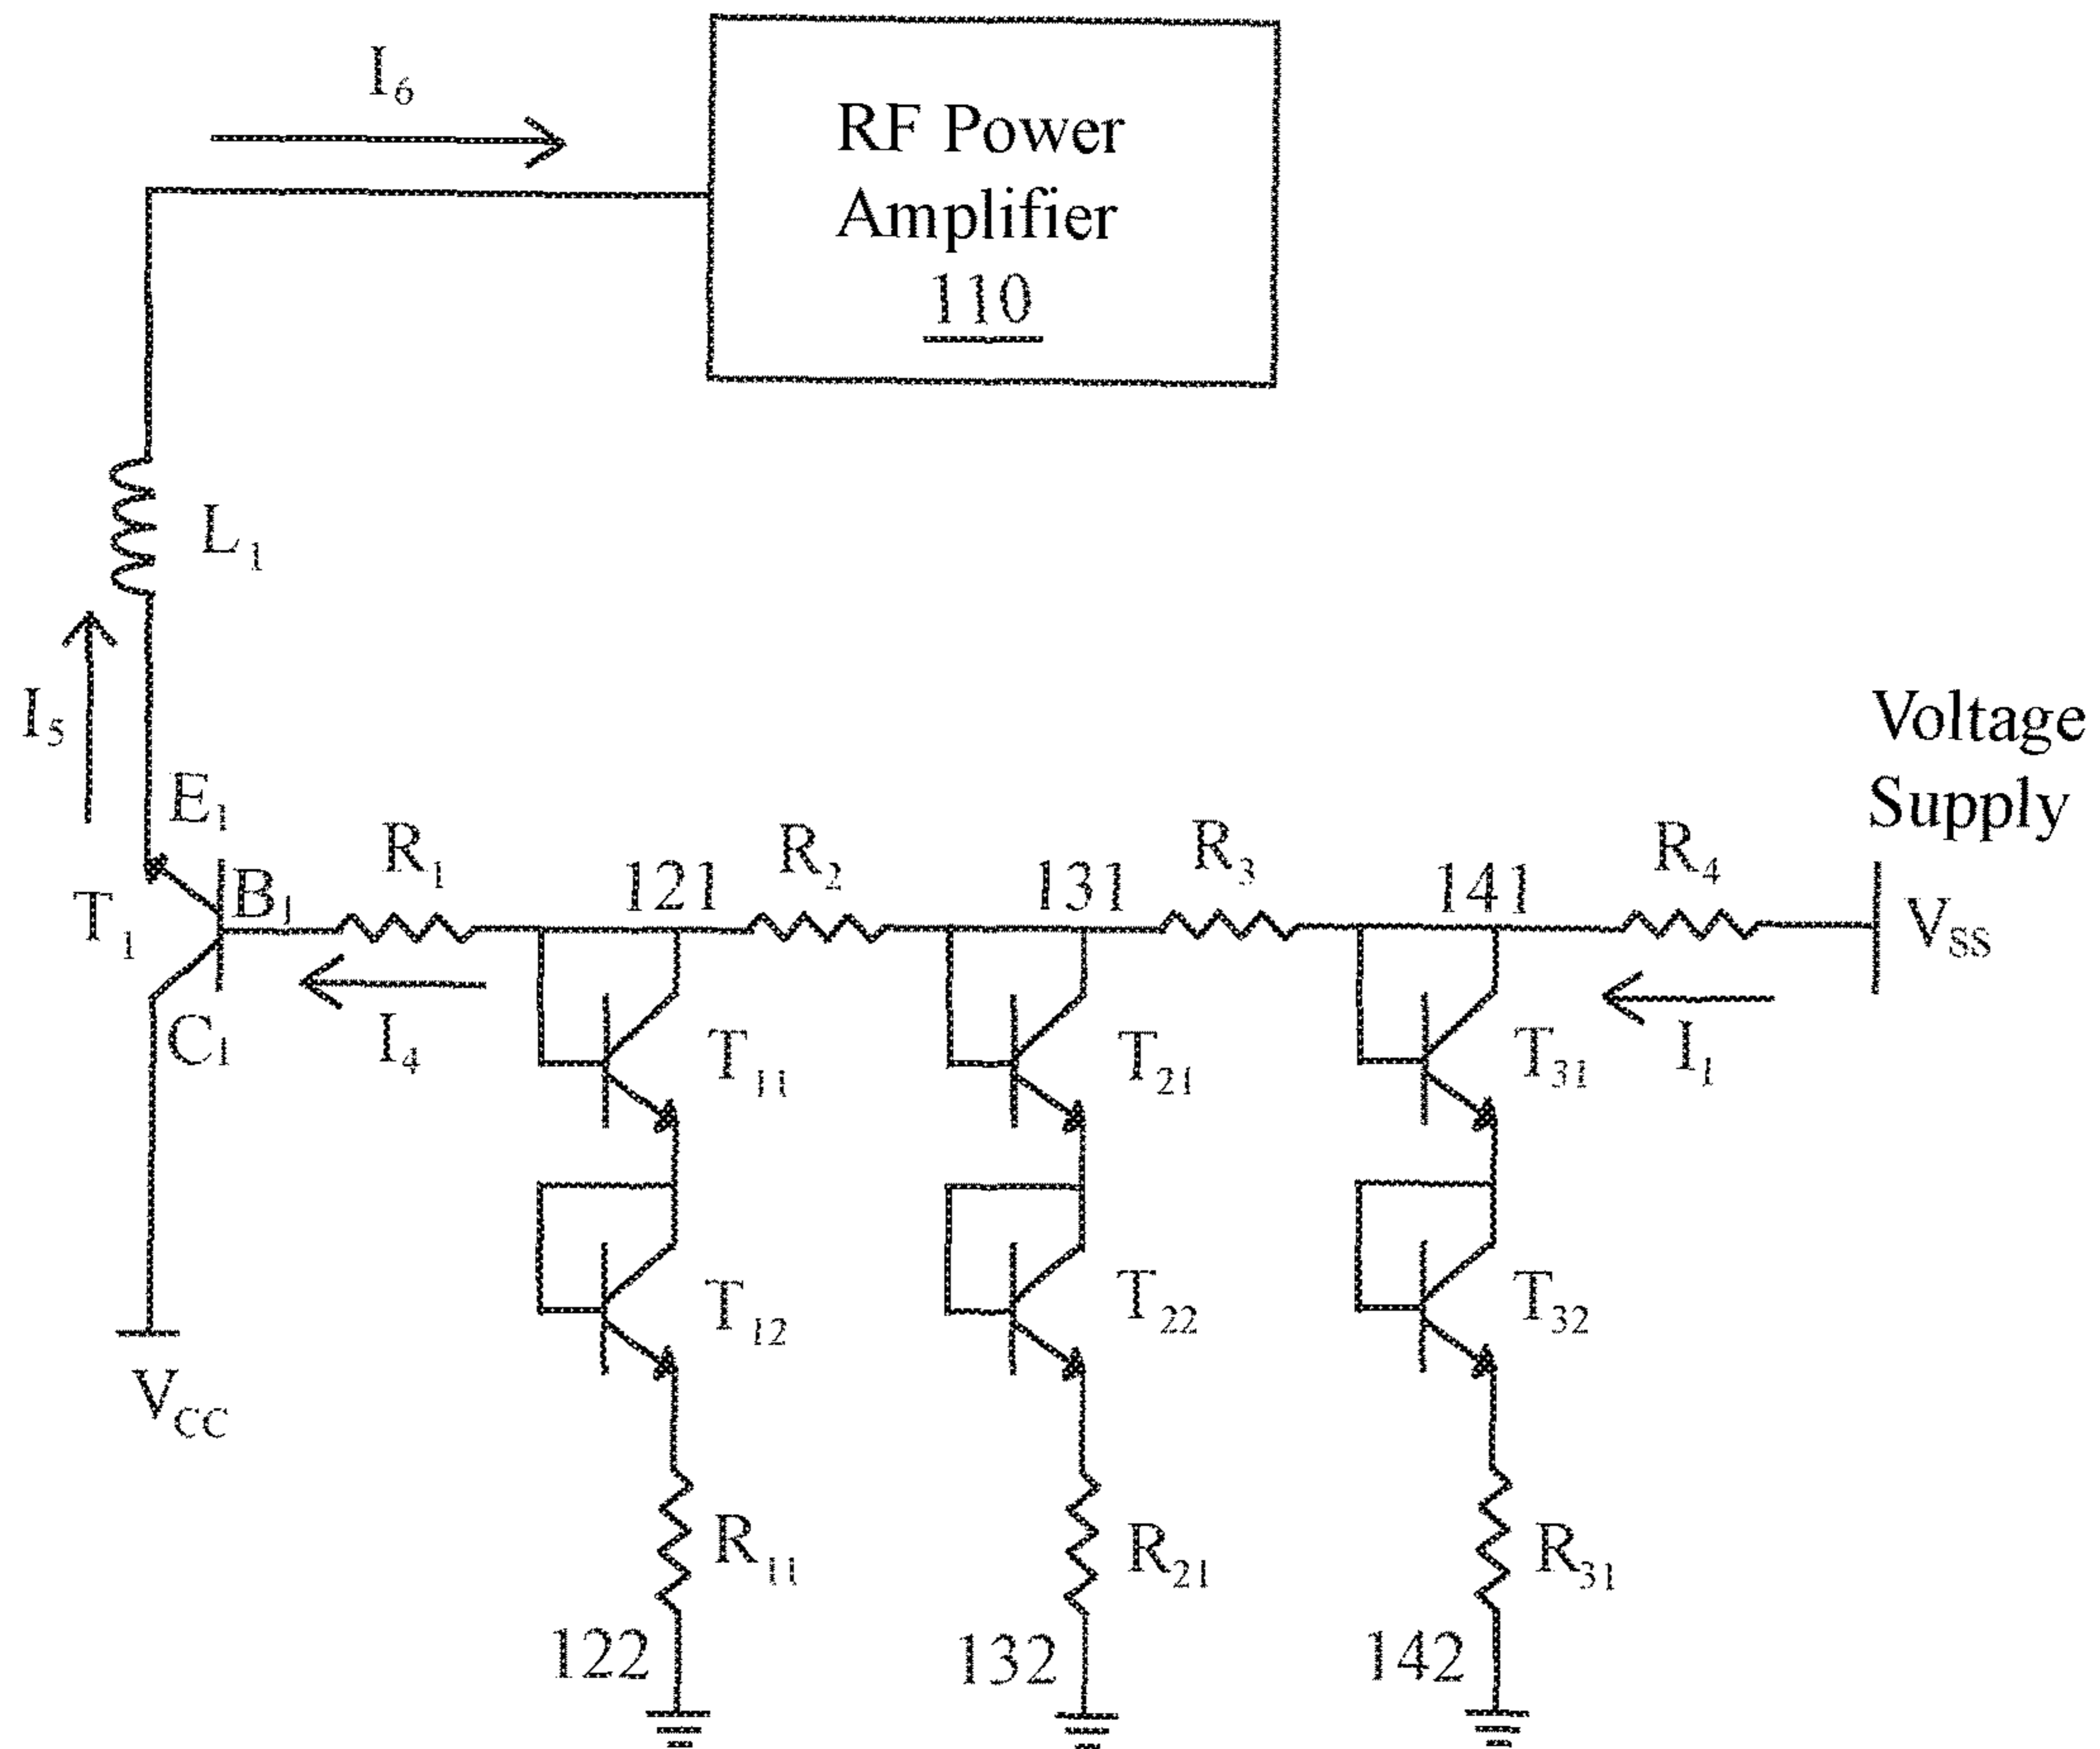 I6
RF Power
Amplifier
110
L1
I5
Voltage
Supply
E1
R1
121
R2
131
R3
141
R4
T1
B1
VSS
C1
I4
T11
T21
T31
I1
T12
T22
T32
VCC
R11
R21
R31
122
132
142